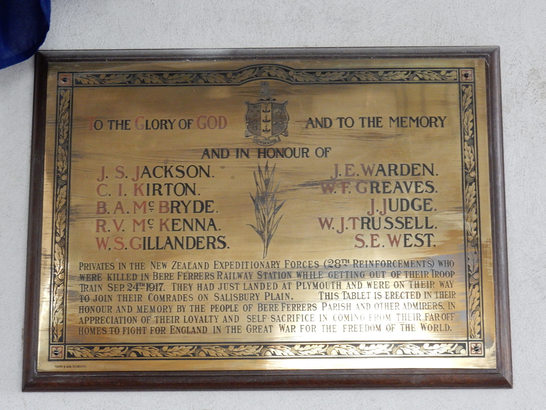 TO THE GLORY OF GOD AND TO THE MEMORY
AND IN HONOUR OF
J. S. JACKSON. J. E. WARDEN.
C. I. KIRTON. W. F. GREAVES.
B. A. Mc BRYDE. J. JUDGE.
R. V. Mc KENNA. W. J. TRUSSELL.
W. S. GILLANDERS. S. E. WEST.
PRIVATES IN THE NEW ZEALAND EXPEDITIONARY FORCES (28TH REINFORCEMENTS) WHO
WERE KILLED IN BERE FERRERS RAILWAY STATION WHILE GETTING OUT OF THEIR TROOP
TRAIN SEP. 24TH 1917. THEY HAD JUST LANDED AT PLYMOUTH AND WERE ON THEIR WAY
TO JOIN THEIR COMRADES ON SALISBURY PLAIN. THIS TABLET IS ERECTED IN THEIR
HONOUR AND MEMORY BY THE PEOPLE OF BERE FERRERS PARISH AND OTHER ADMIRERS, IN
APPRECIATION OF THEIR LOYALTY AND SELF SACRIFICE IN COMING FROM THEIR FAR OFF
HOMES TO FIGHT FOR ENGLAND IN THE GREAT WAR FOR THE FREEDOM OF THE WORLD.